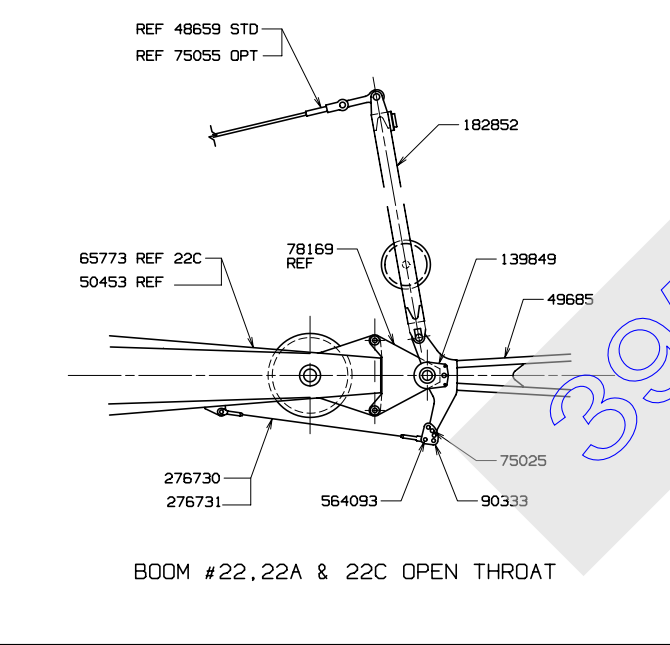 REF 48659 STD
REF 75055 OPT
182852
65773 REF 22C
50453 REF
78169
REF
139849
49685
75025
276730
276731
564093
90333
BOOM #22,22A & 22C OPEN THROAT